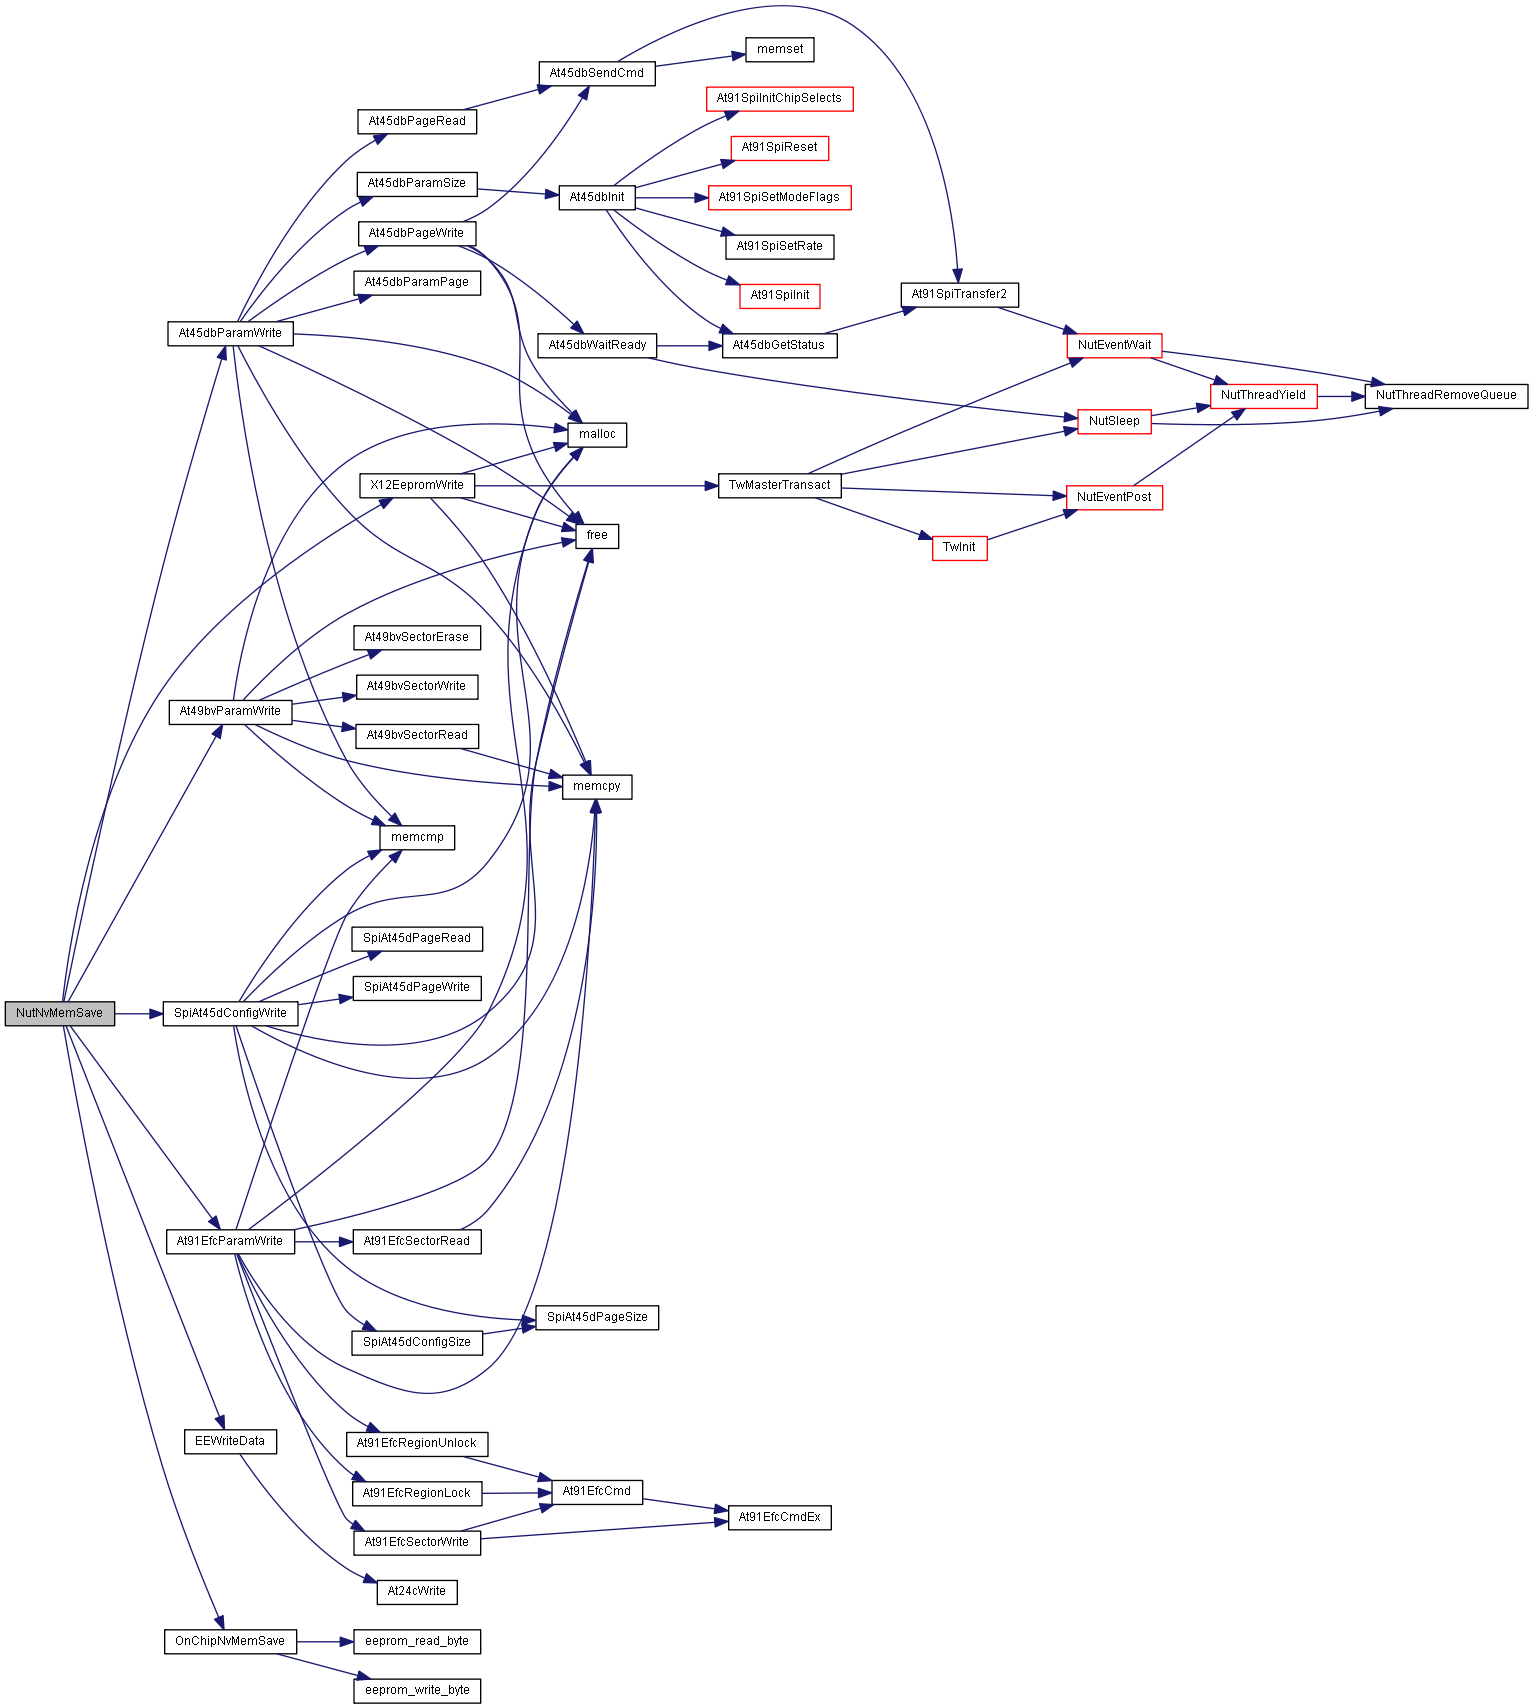 memset
At45dbSendCmd
At91SpiInitChipSelects
At45dbPageRead
At91SpiReset
At45dbParamSize
At45dbInit
At91SpiSetModeFlags
At45dbPageWrite
At91SpiSetRate
At45dbParamPage
At91SpiInit
At91SpiTransfer2
At45dbParamWrite
At45dbWaitReady
At45dbGetStatus
NutEventWait
NutThreadYield
NutThreadRemoveQueue
NutSleep
malloc
X12EepromWrite
TwMasterTransact
NutEventPost
free
TwInit
At49bvSectorErase
At49bvSectorWrite
At49bvParamWrite
At49bvSectorRead
memcpy
memcmp
SpiAt45dPageRead
SpiAt45dPageWrite
NutNvMemSave
SpiAt45dConfigWrite
At91EfcParamWrite
At91EfcSectorRead
SpiAt45dPageSize
SpiAt45dConfigSize
EEWriteData
At91EfcRegionUnlock
At91EfcRegionLock
At91EfcCmd
At91EfcCmdEx
At91EfcSectorWrite
At24cWrite
OnChipNvMemSave
eeprom_read_byte
eeprom_write_byte